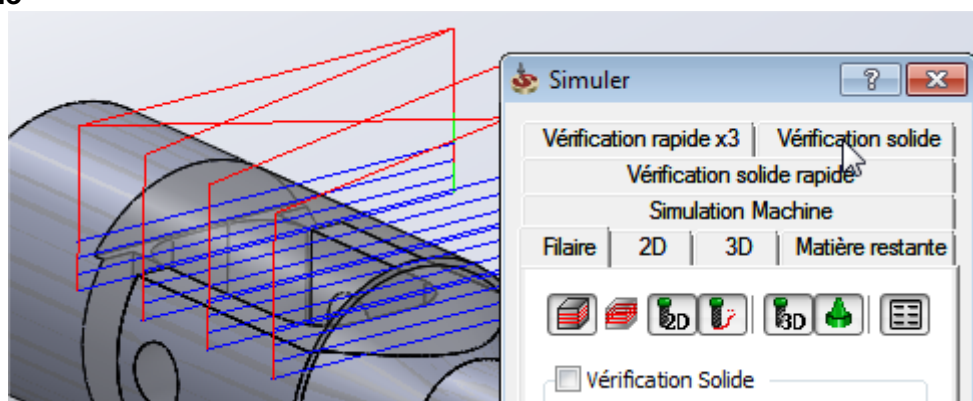 Simuler
Vérification rapide x3 Vérification solide
Vérification solide rapide
Simulation Machine
Filaire 2D 3D Matière restante
2D 3D
Vérification Solide